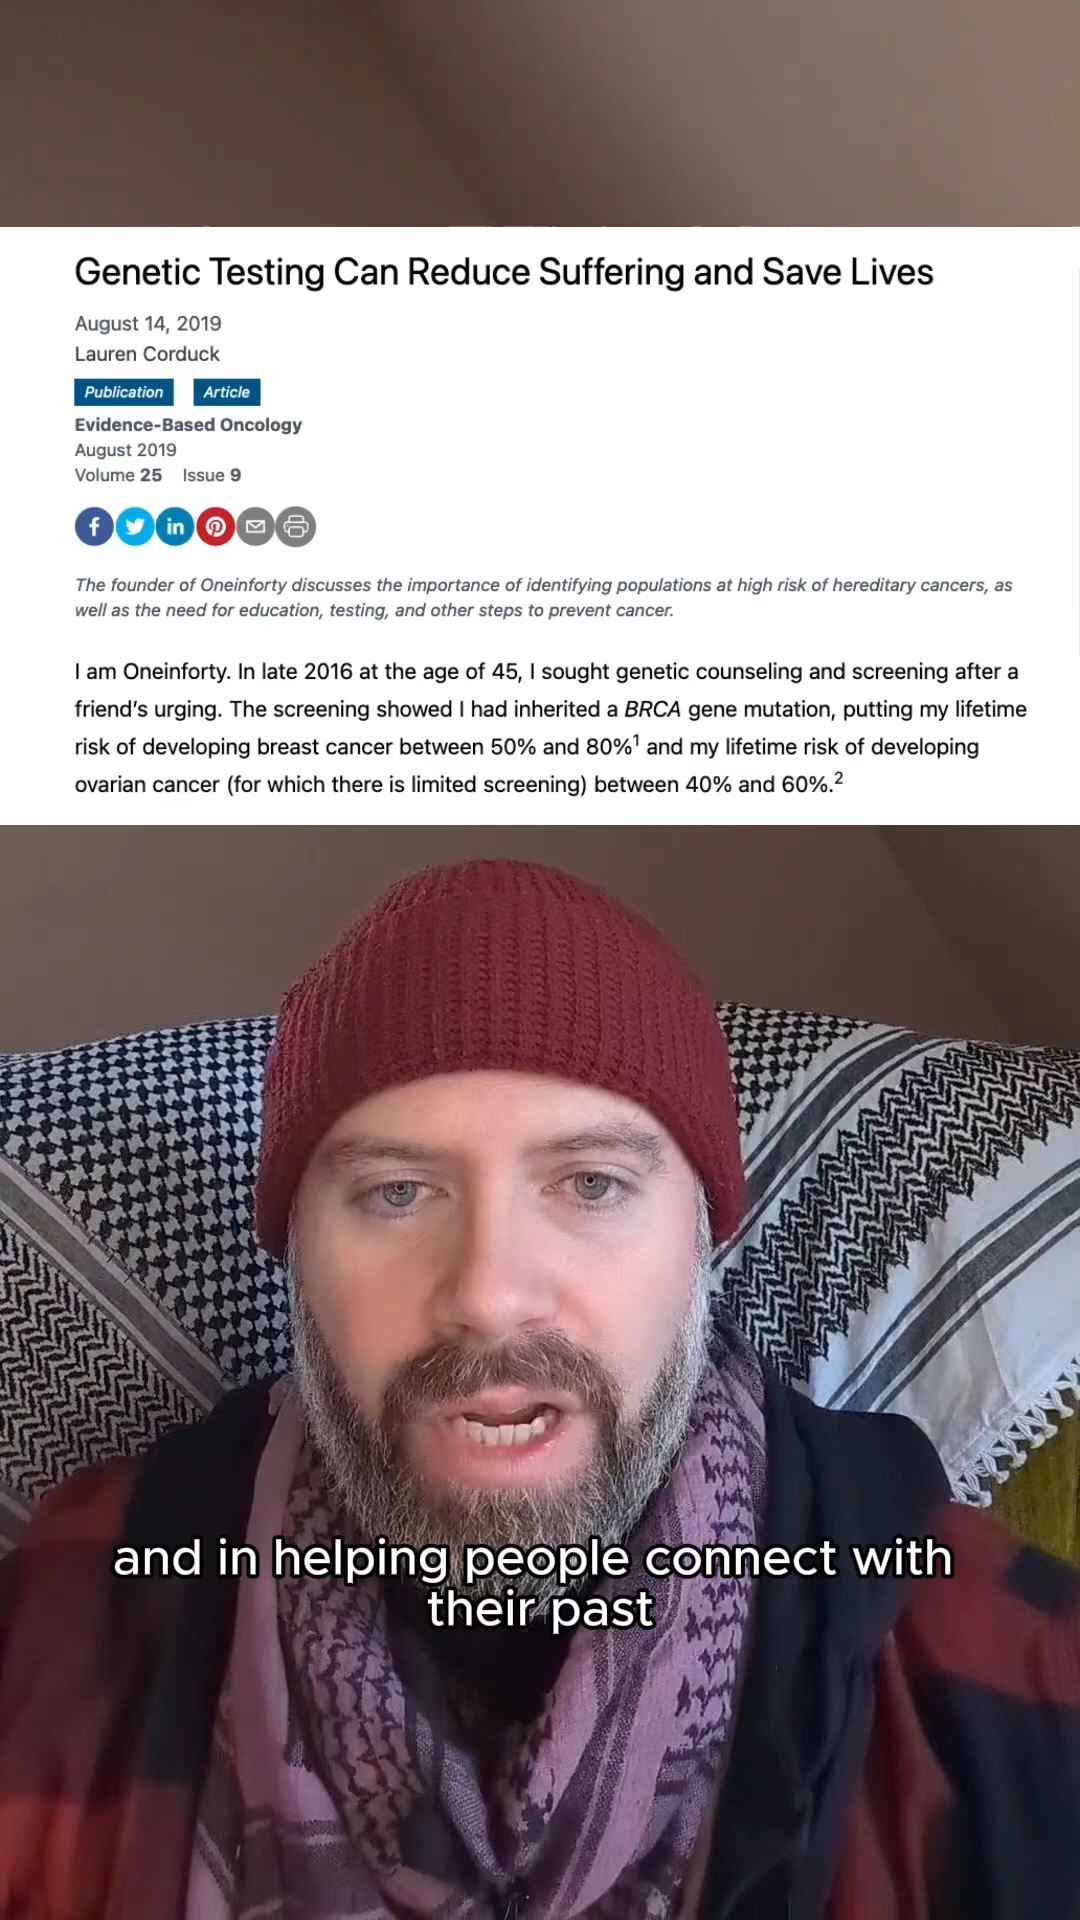 Genetic Testing Can Reduce Suffering and Save Lives
August 14, 2019
Lauren Corduck
Publication Article
Evidence-Based Oncology
August 2019
Volume 25 Issue 9
The founder of Oneinforty discusses the importance of identifying populations at high risk of hereditary cancers, as
well as the need for education, testing, and other steps to prevent cancer.
I am Oneinforty. In late 2016 at the age of 45, I sought genetic counseling and screening after a
friend's urging. The screening showed I had inherited a BRCA gene mutation, putting my lifetime
risk of developing breast cancer between 50% and 80%¹ and my lifetime risk of developing
ovarian cancer (for which there is limited screening) between 40% and 60%.²
and in helping people connect with
their past